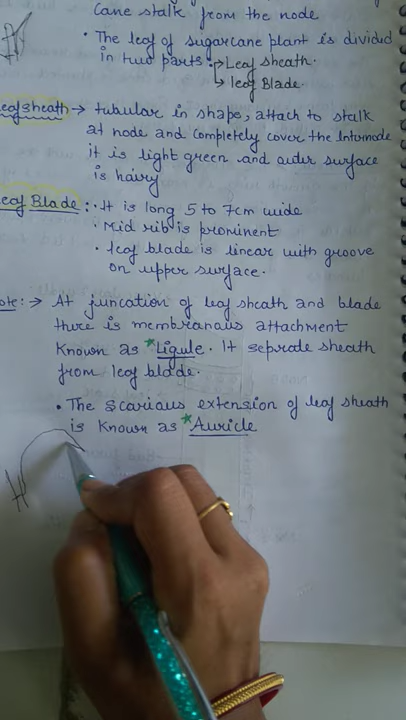 cane stalk from the node
• The leaf of sugarcane plant is divided
in two parts → Leaf sheath.
↳ leaf Blade.
eaf sheath → tubular in shape, attach to stalk
at node and completely cover the Internode
it is light green and outer surface
is hairy
Leaf Blade : • It is long 5 to 7cm wide
• Mid rib is prominent
• leaf blade is linear with groove
on upper surface.
ote :→ At juncation of leaf sheath and blade
there is membranaus attachment
Known as *Ligule. It seprate sheath
from leaf blade.
• The scarious extension of leaf sheath
is Known as *Auricle